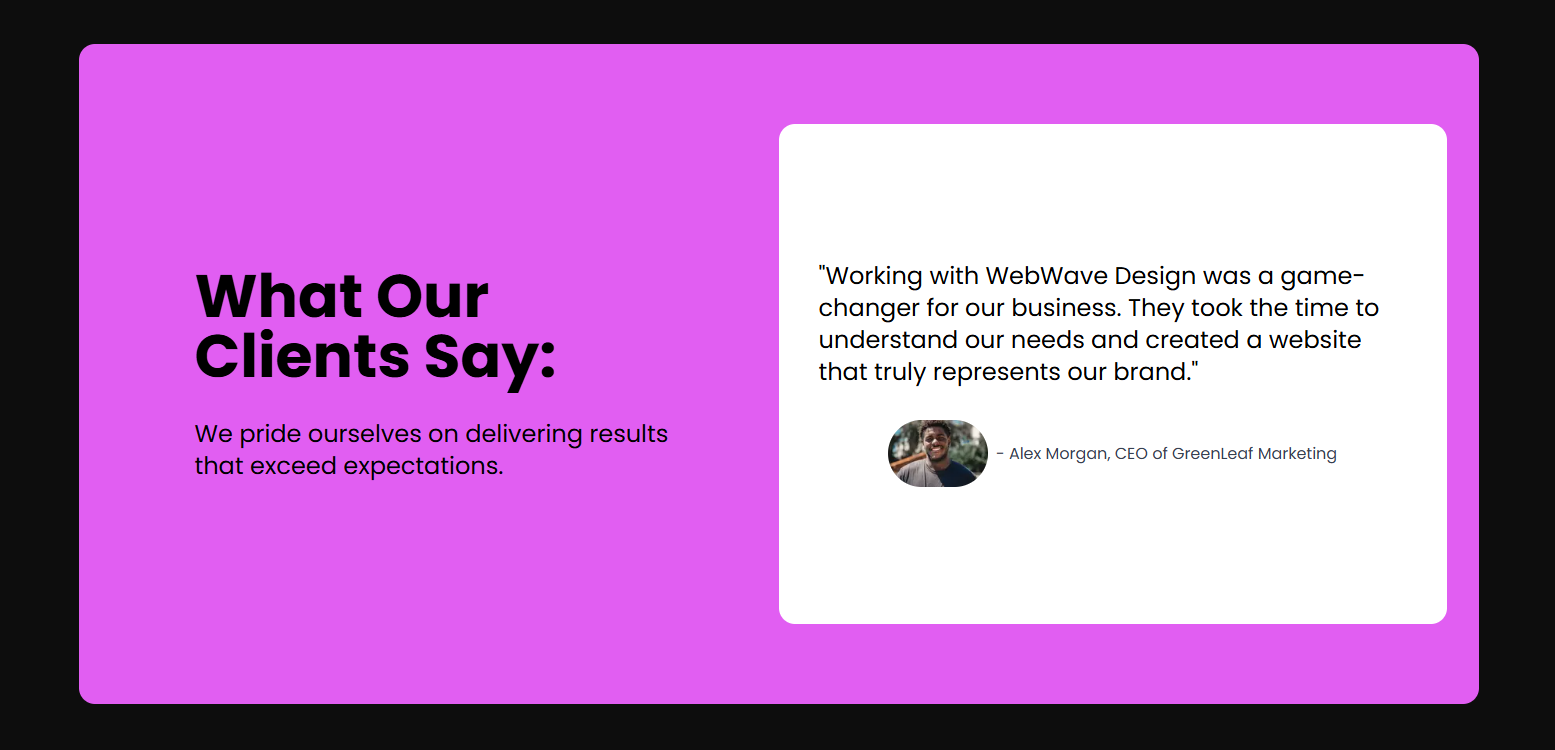 What Our
Clients Say:
We pride ourselves on delivering results
that exceed expectations.
"Working with WebWave Design was a game-
changer for our business. They took the time to
understand our needs and created a website
that truly represents our brand."
- Alex Morgan, CEO of GreenLeaf Marketing